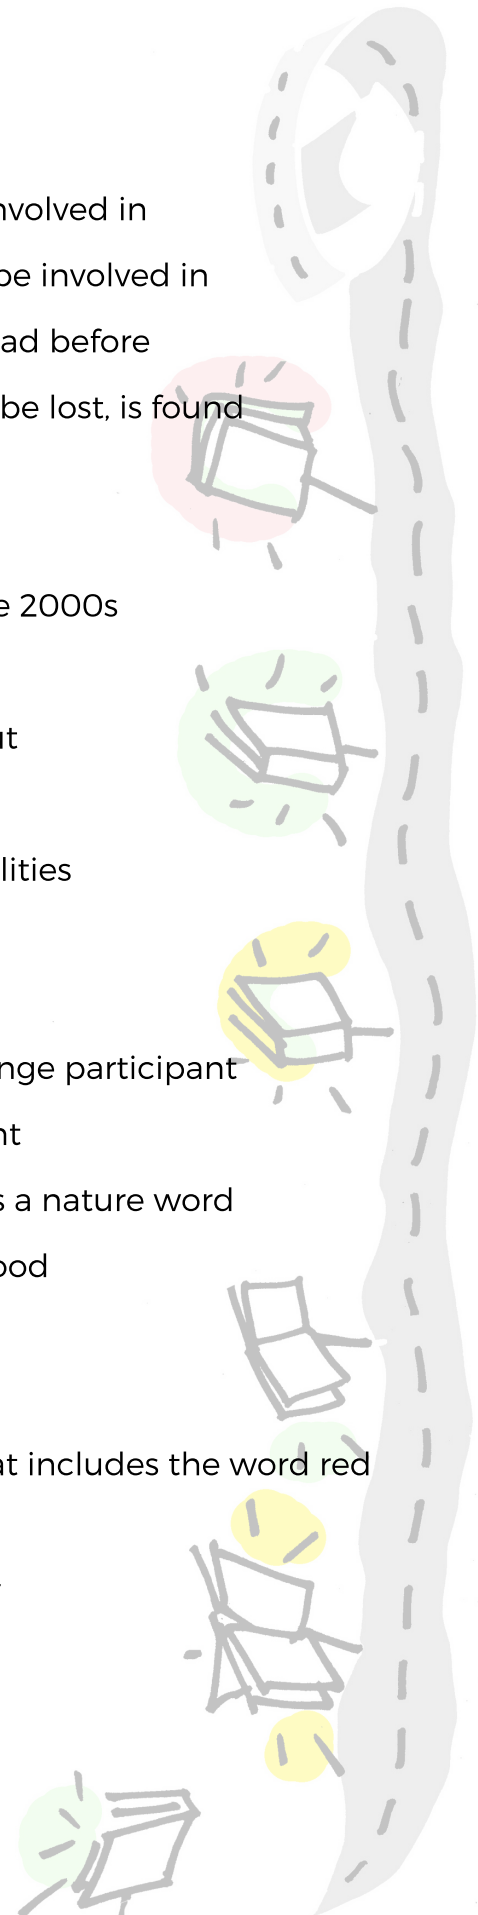 nvolved in
be involved in
ad before
be lost, is found
e 2000s
ut
lities
nge participant
nt
s a nature word
ood
at includes the word red